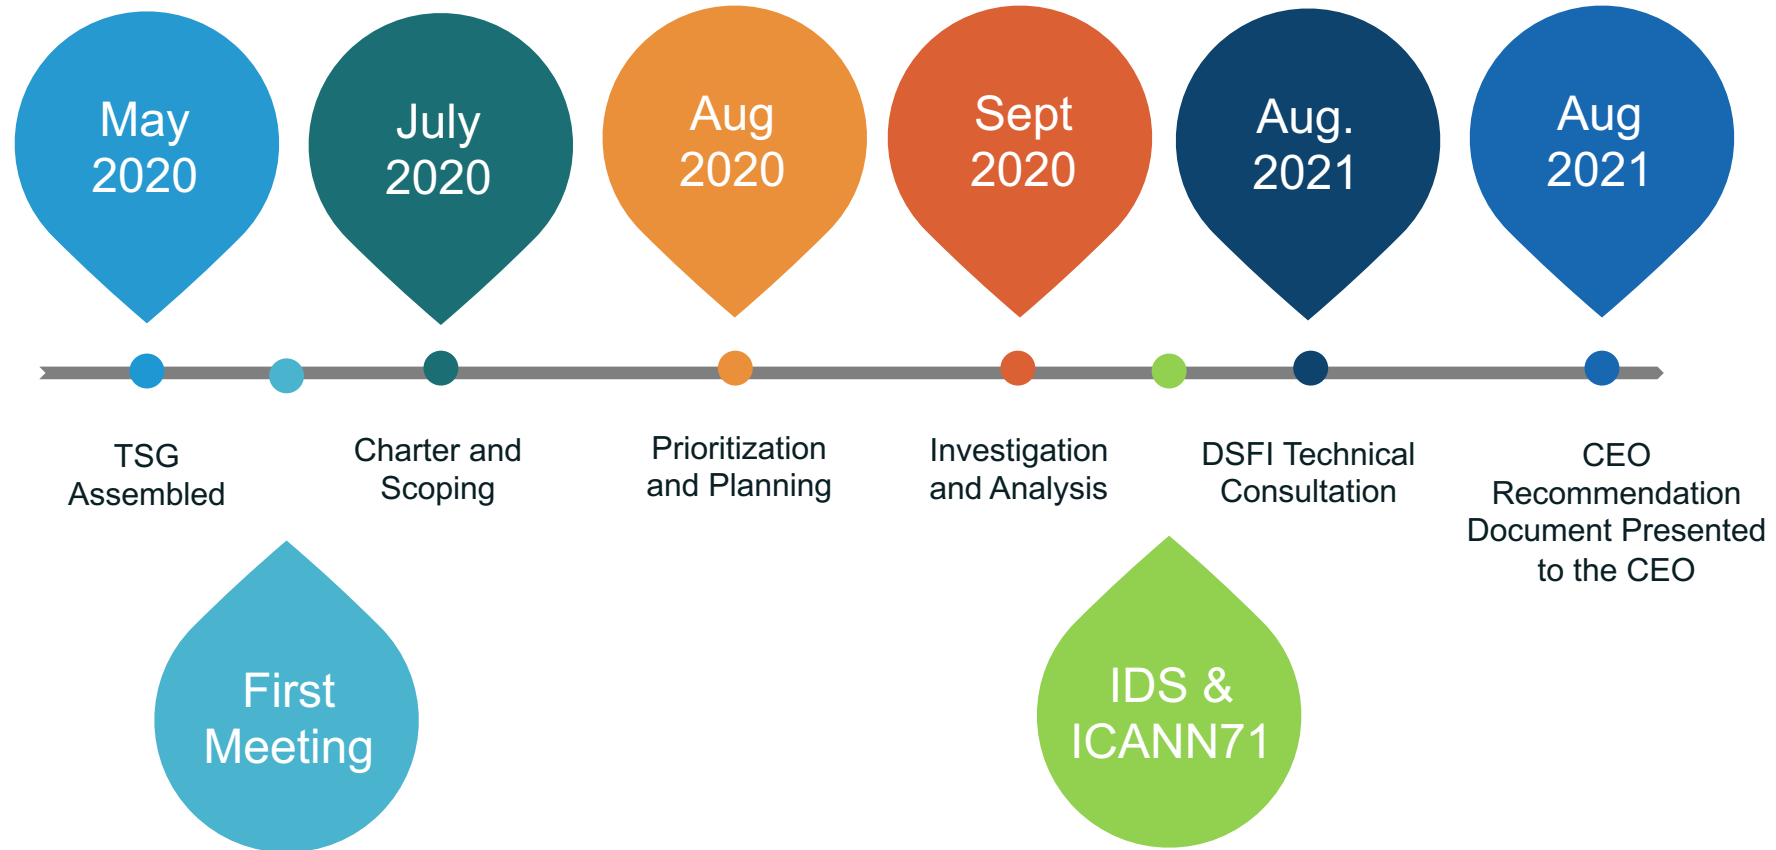 May
2020
July
2020
Aug
2020
Sept
2020
Aug.
2021
Aug
2021
TSG
Assembled
Charter and
Scoping
Prioritization
and Planning
Investigation
and Analysis
DSFI Technical
Consultation
CEO
Recommendation
Document Presented
to the CEO
First
Meeting
IDS &
ICANN71